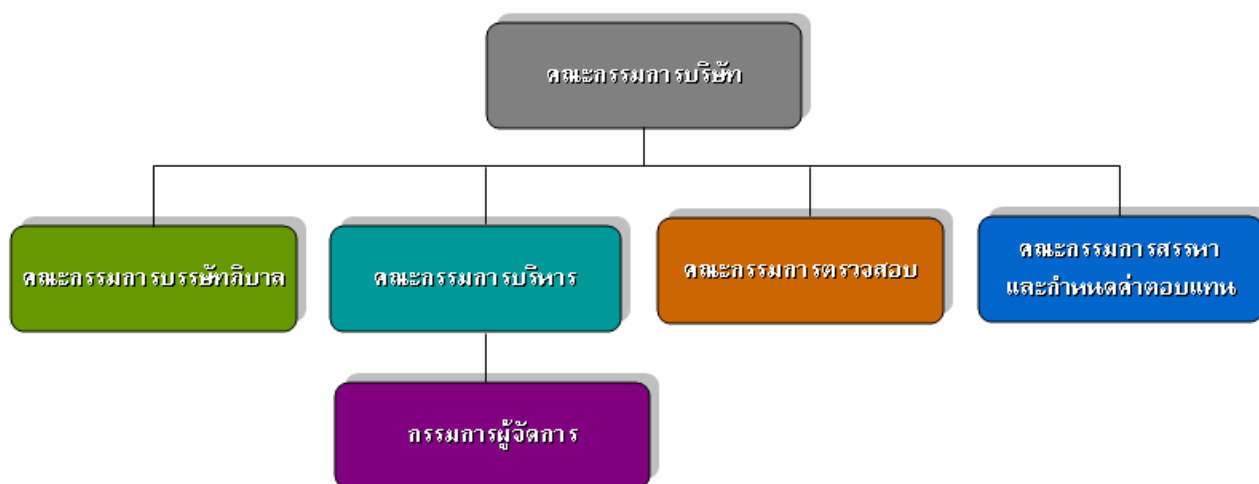 คณะกรรมการบริษัท
คณะกรรมการบรรษัทภิบาล
คณะกรรมการบริหาร
คณะกรรมการตรวจสอบ
คณะกรรมการสรรหา
และกำหนดค่าตอบแทน
กรรมการผู้จัดการ